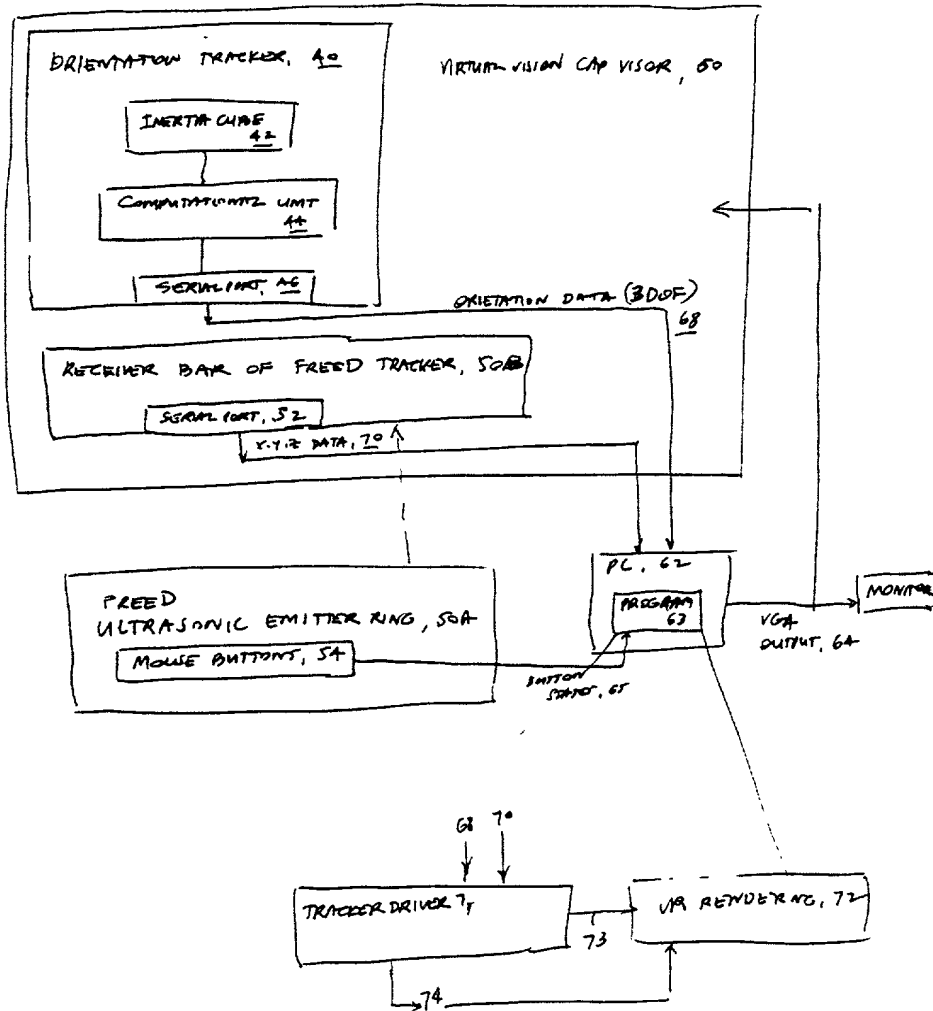 ORIENTATION TRACKER, 40
VIRTUAL VISION CAP VISOR, 60
INERTIA CUBE
42
COMPUTATIONAL UNIT
44
SERIAL PORT, 46
ORIETATION DATA (3DOF)
68
RECEIVER BAR OF FREED TRACKER, 50B
SERIAL PORT, 52
X.Y.Z DATA, 70
PC, 62
PROGRAM
63
MONITOR
VGA
OUTPUT, 64
FREED
ULTRASONIC EMITTER RING, 50A
MOUSE BUTTONS, 54
BUTTON
STATES, 65
68 70
TRACKER DRIVER
VR RENDERING, 72
73
74